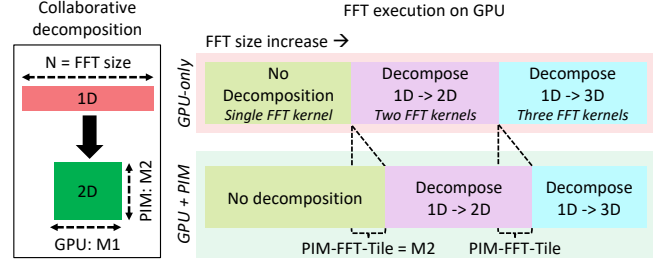 Collaborative
decomposition
N = FFT size
1D
2D
PIM: M2
GPU: M1
FFT execution on GPU
FFT size increase →
GPU-only
No
Decomposition
Single FFT kernel
Decompose
1D -> 2D
Two FFT kernels
Decompose
1D -> 3D
Three FFT kernels
GPU + PIM
No decomposition
Decompose
1D -> 2D
Decompose
1D -> 3D
PIM-FFT-Tile = M2
PIM-FFT-Tile